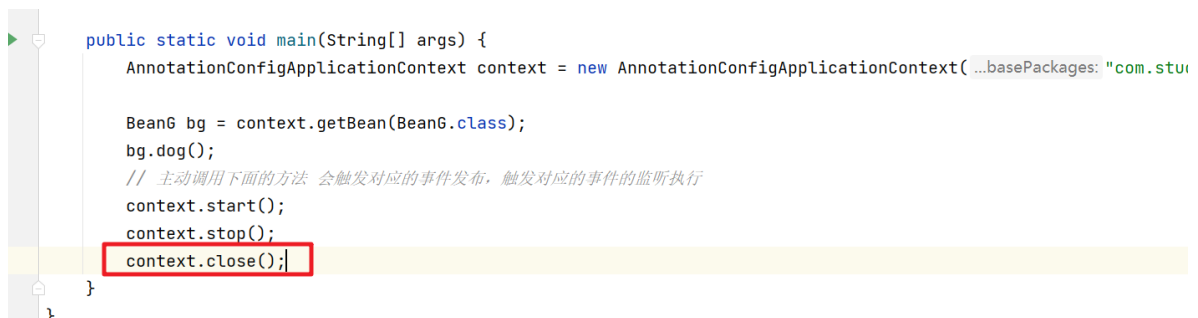 public static void main(String[] args) {
AnnotationConfigApplicationContext context = new AnnotationConfigApplicationContext( ...basePackages: "com.stu
BeanG bg = context.getBean(BeanG.class);
bg.dog();
// 主动调用下面的方法 会触发对应的事件发布，触发对应的事件的监听执行
context.start();
context.stop();
context.close();
}
}